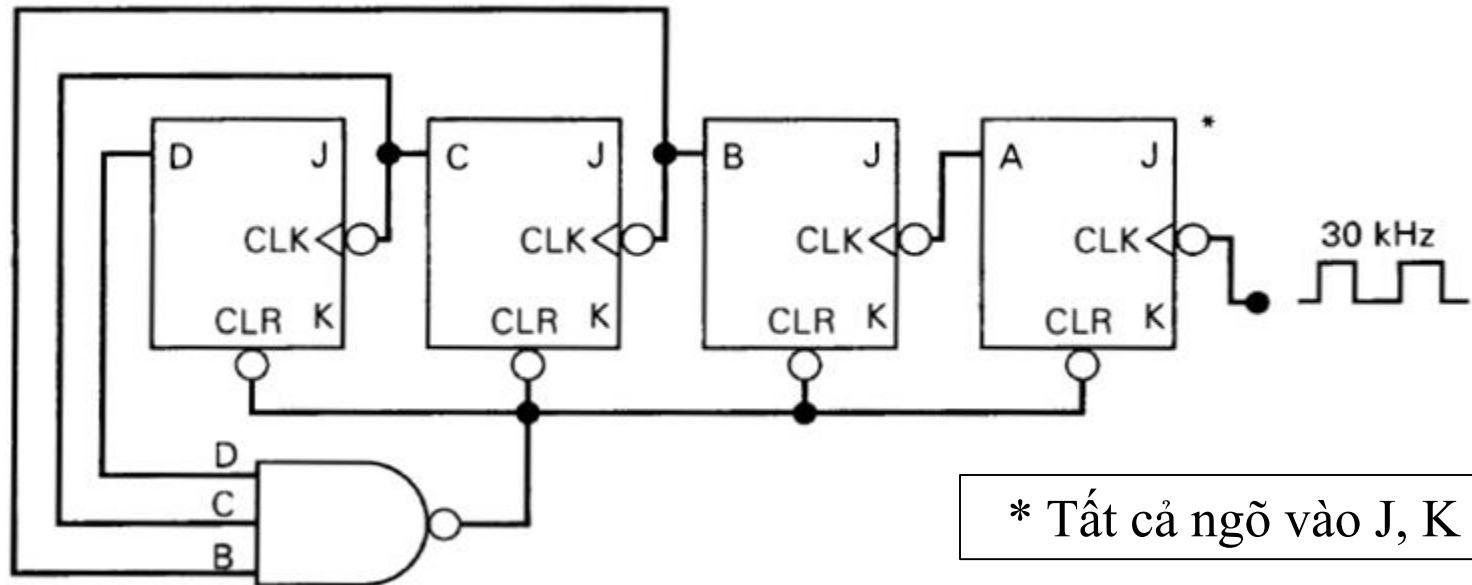 D J C J B J A J *
CLK CLK CLK CLK 30 kHz
CLR K CLR K CLR K CLR K
D
C
B
* Tất cả ngõ vào J, K